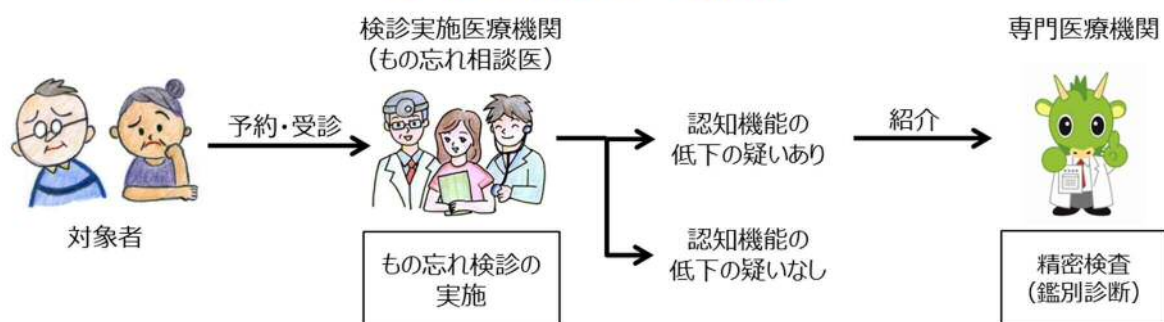 検診実施医療機関
(もの忘れ相談医)
専門医療機関
予約・受診
認知機能の
低下の疑いあり
紹介
対象者
もの忘れ検診の
実施
認知機能の
低下の疑いなし
精密検査
(鑑別診断)